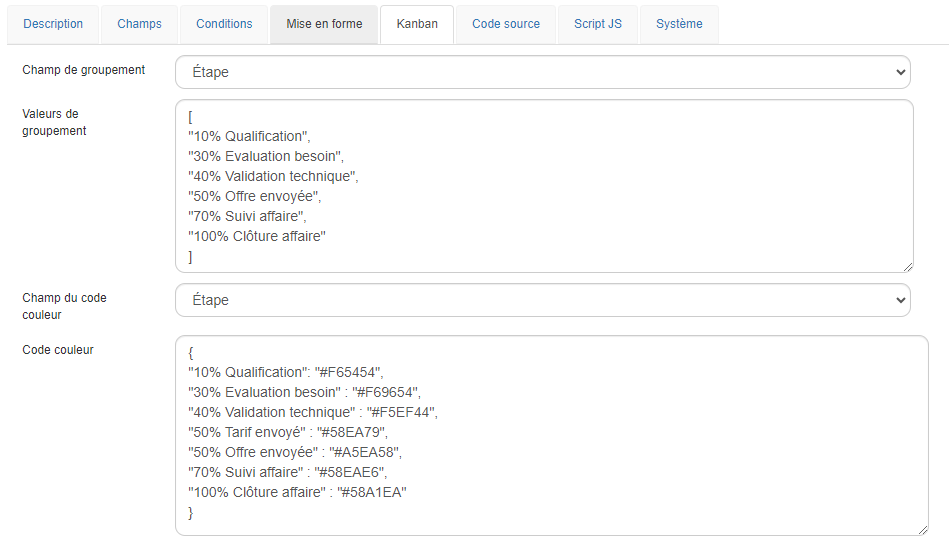 Description Champs Conditions Mise en forme Kanban Code source Script JS Système
Champ de groupement Étape
Valeurs de
groupement
[
"10% Qualification",
"30% Evaluation besoin",
"40% Validation technique",
"50% Offre envoyée",
"70% Suivi affaire",
"100% Clôture affaire"
]
Champ du code
couleur
Étape
Code couleur
{
"10% Qualification": "#F65454",
"30% Evaluation besoin" : "#F69654",
"40% Validation technique" : "#F5EF44",
"50% Tarif envoyé" : "#58EA79",
"50% Offre envoyée" : "#A5EA58",
"70% Suivi affaire" : "#58EAE6",
"100% Clôture affaire" : "#58A1EA"
}